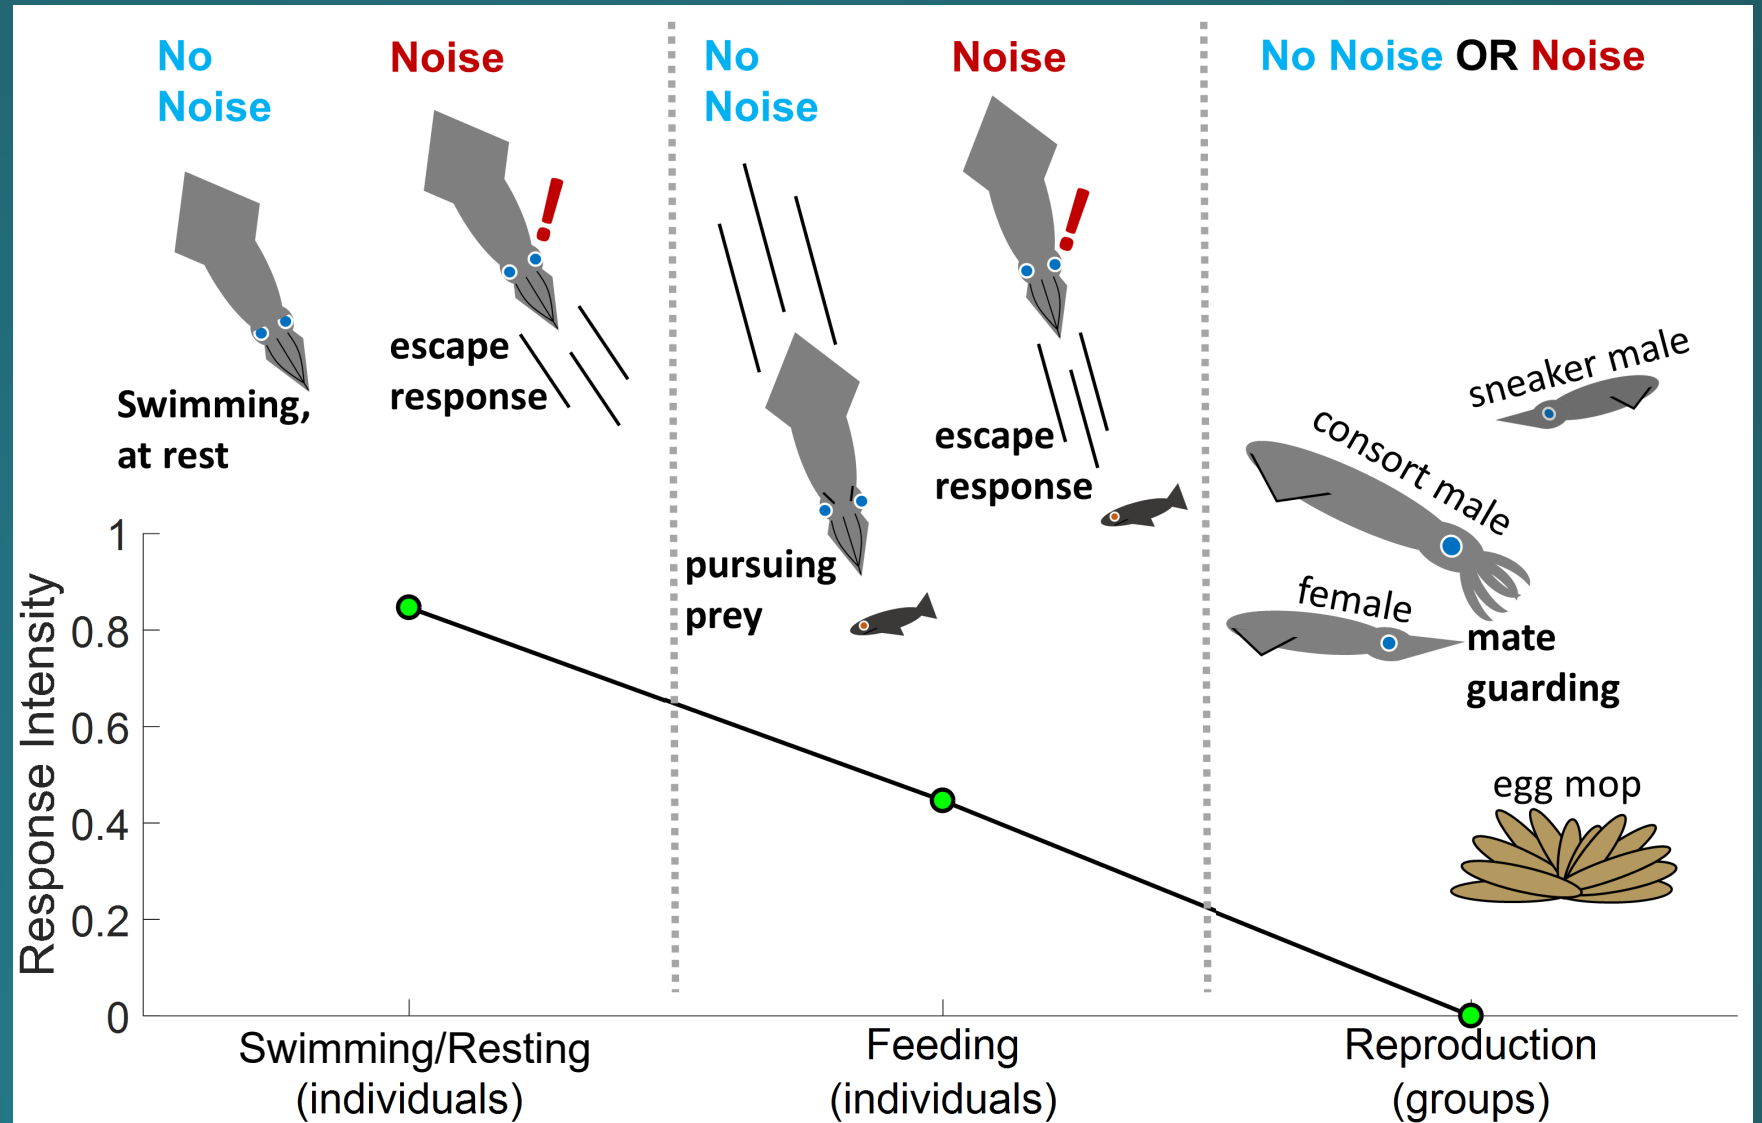 No
Noise
Noise
No
Noise
Noise
No Noise OR Noise
!
!
escape
response
Swimming,
at rest
escape
response
pursuing
prey
sneaker male
consort male
female
mate
guarding
egg mop
Response Intensity
1
0.8
0.6
0.4
0.2
0
Swimming/Resting
(individuals)
Feeding
(individuals)
Reproduction
(groups)